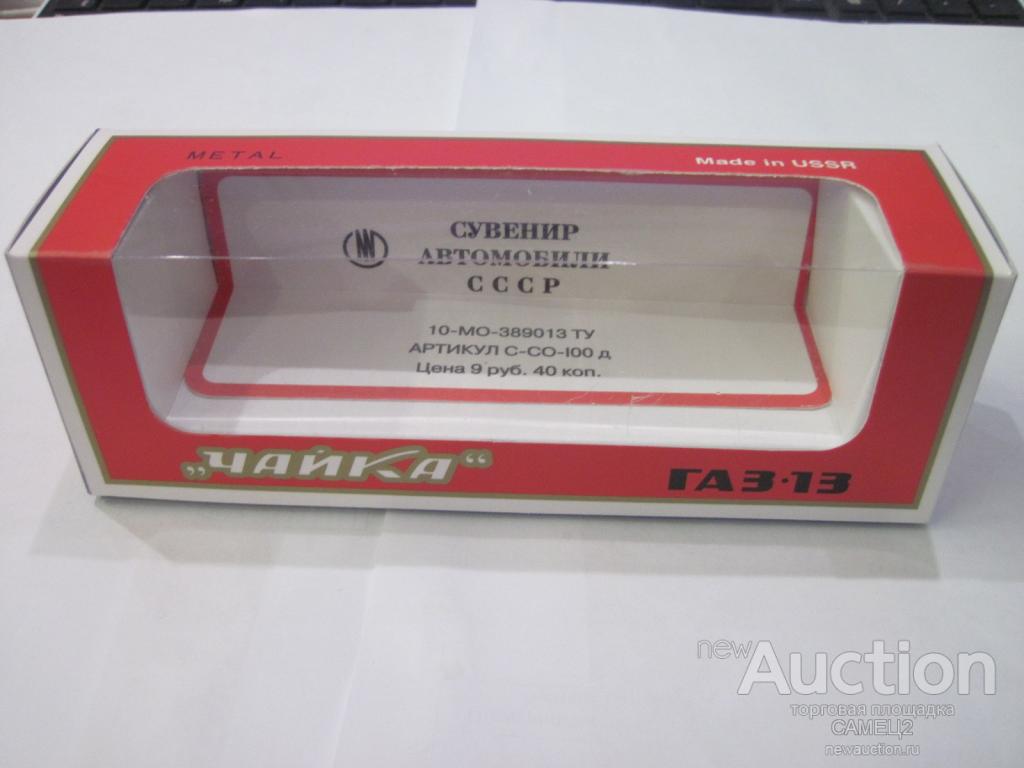 METAL
Made in USSR
СУВЕНИР
АВТОМОБИЛИ
СССР
10-МО-389013 ТУ
АРТИКУЛ С-СО-I00 д
Цена 9 руб. 40 коп.
„ЧАЙКА“
ГАЗ·13
newAuction
торговая площадка
САМЕЦ2
newauction.ru